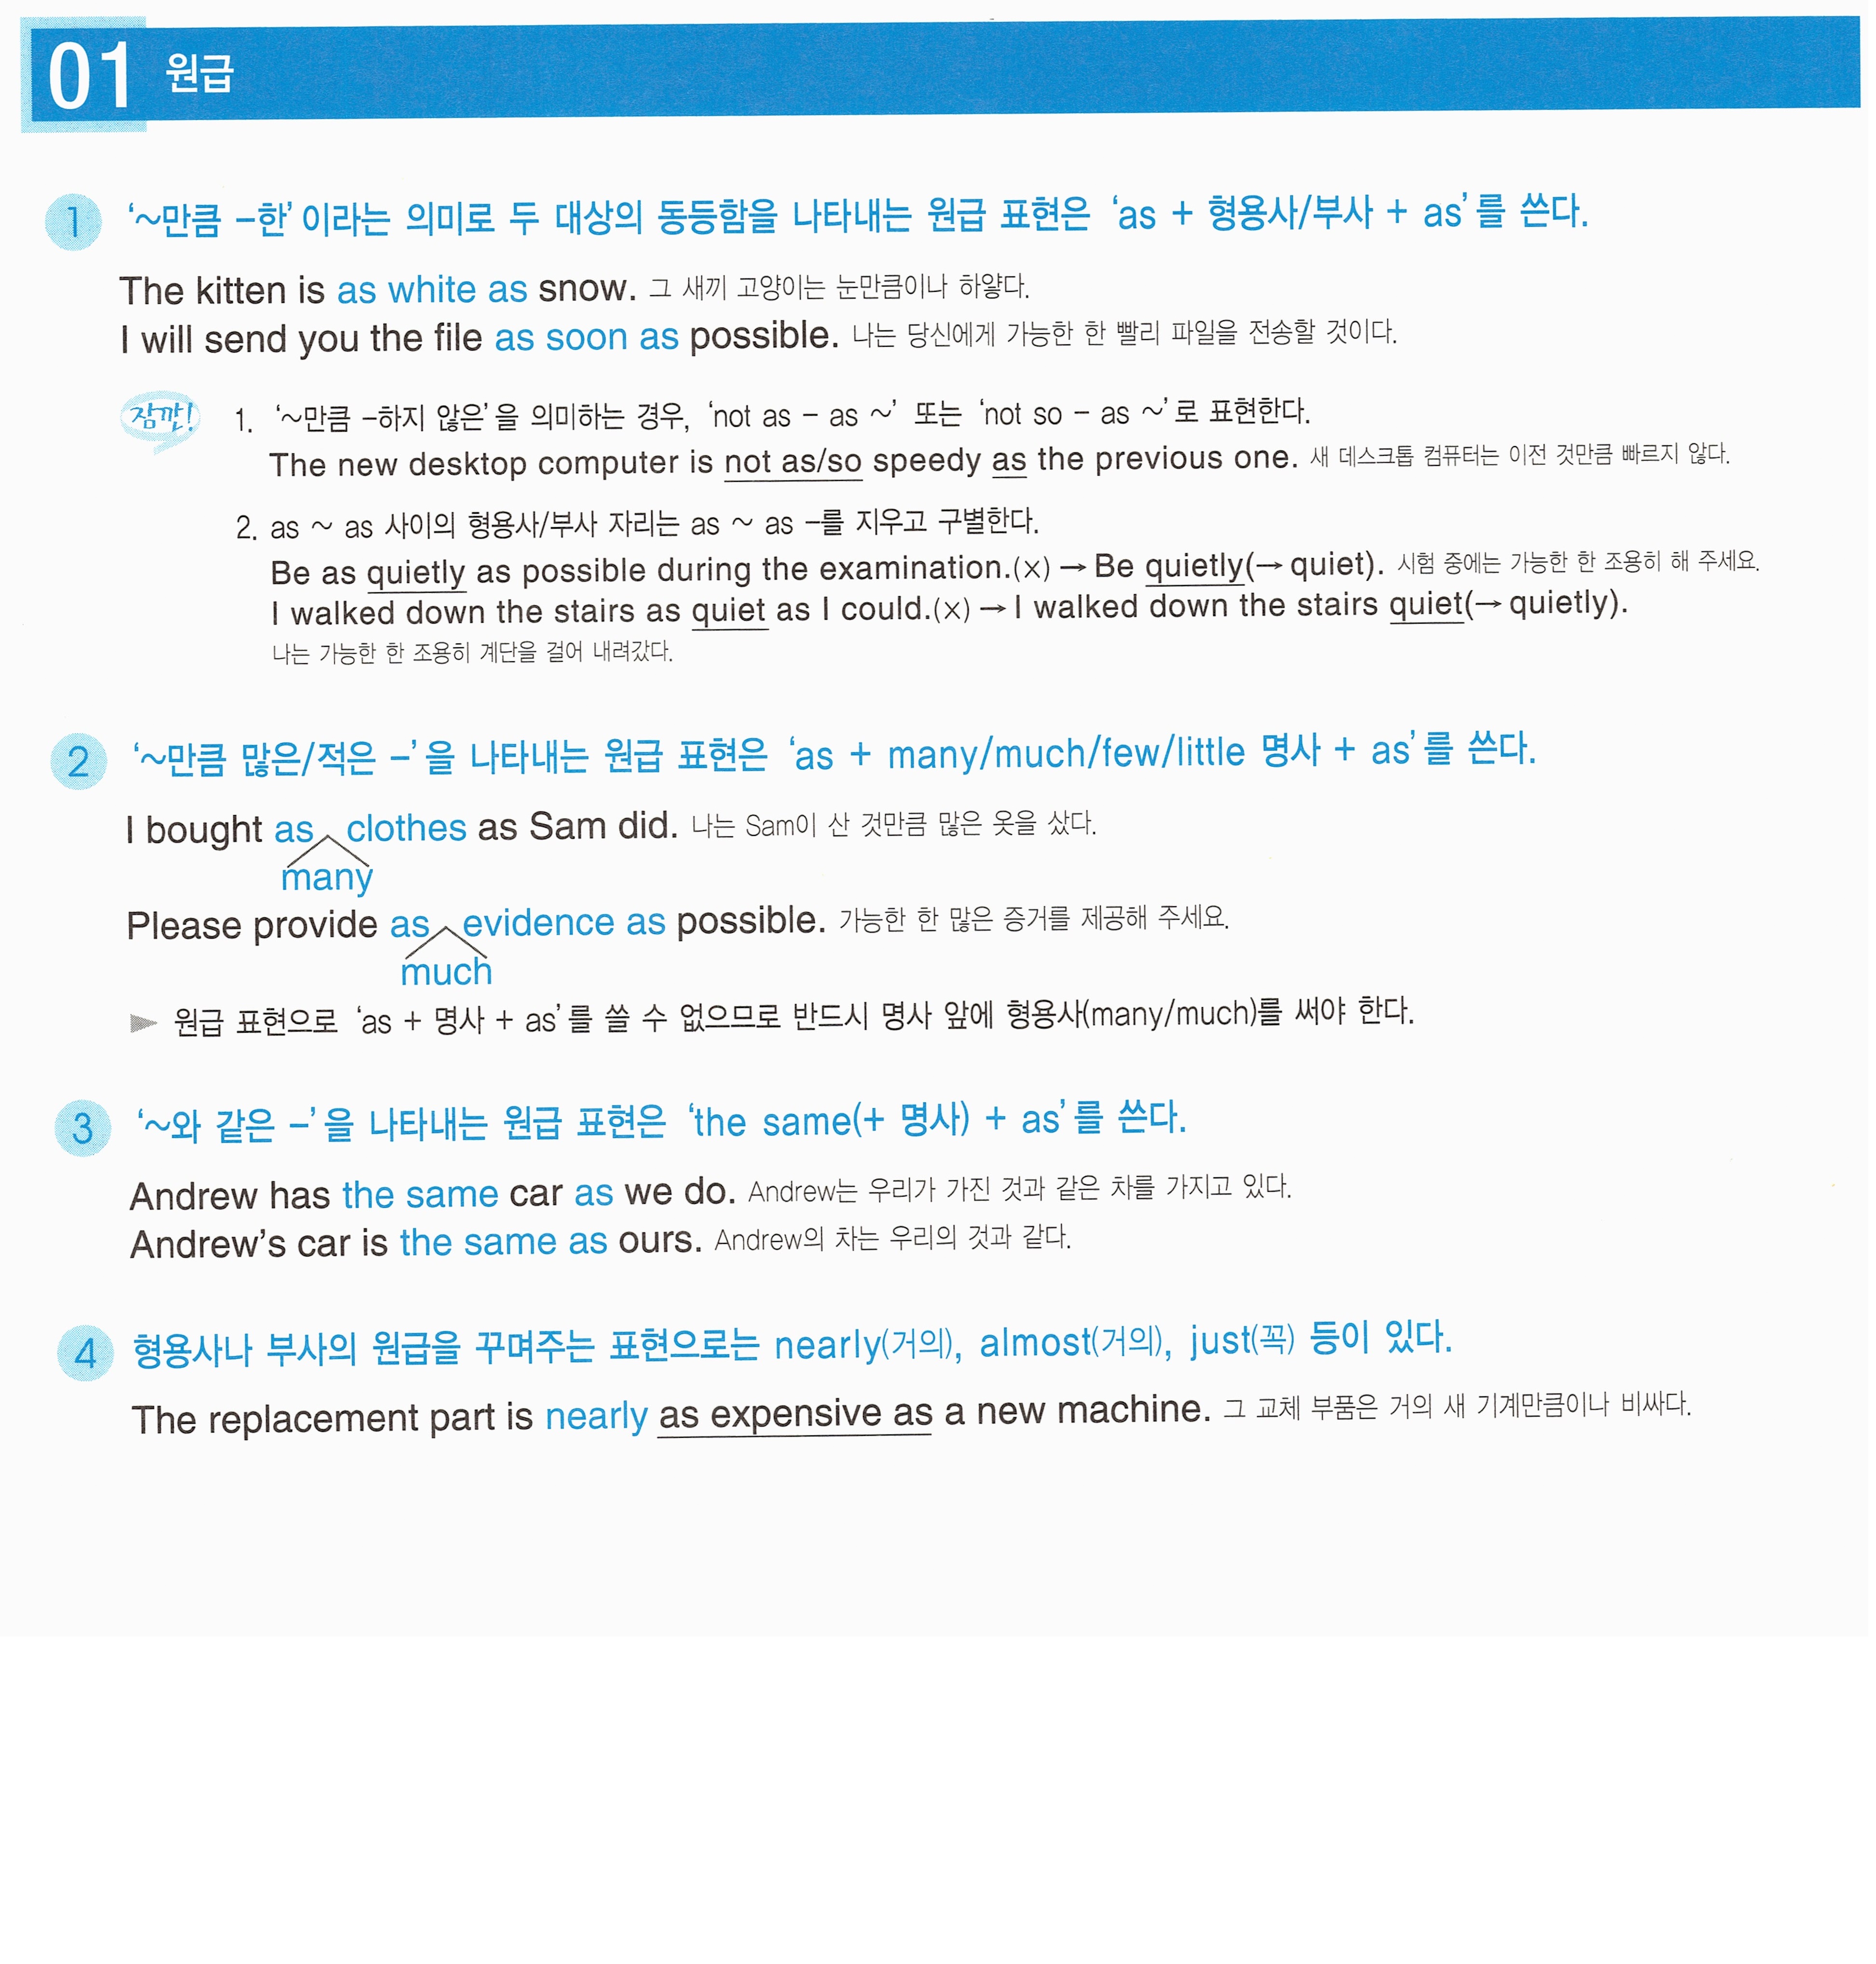 01 원급
1 '~만큼 -한'이라는 의미로 두 대상의 동등함을 나타내는 원급 표현은 'as + 형용사/부사 + as'를 쓴다.
The kitten is as white as snow. 그 새끼 고양이는 눈만큼이나 하얗다.
I will send you the file as soon as possible. 나는 당신에게 가능한 한 빨리 파일을 전송할 것이다.
잠깐! 1. '~만큼 -하지 않은'을 의미하는 경우, 'not as - as ~' 또는 'not so - as ~'로 표현한다.
The new desktop computer is not as/so speedy as the previous one. 새 데스크톱 컴퓨터는 이전 것만큼 빠르지 않다.
2. as ~ as 사이의 형용사/부사 자리는 as ~ as -를 지우고 구별한다.
Be as quietly as possible during the examination.(×) → Be quietly(→ quiet). 시험 중에는 가능한 한 조용히 해 주세요.
I walked down the stairs as quiet as I could.(×) → I walked down the stairs quiet(→ quietly).
나는 가능한 한 조용히 계단을 걸어 내려갔다.
2 '~만큼 많은/적은 -'을 나타내는 원급 표현은 'as + many/much/few/little 명사 + as'를 쓴다.
I bought as clothes as Sam did. 나는 Sam이 산 것만큼 많은 옷을 샀다.
many
Please provide as evidence as possible. 가능한 한 많은 증거를 제공해 주세요.
much
► 원급 표현으로 'as + 명사 + as'를 쓸 수 없으므로 반드시 명사 앞에 형용사(many/much)를 써야 한다.
3 '~와 같은 -'을 나타내는 원급 표현은 'the same(+ 명사) + as'를 쓴다.
Andrew has the same car as we do. Andrew는 우리가 가진 것과 같은 차를 가지고 있다.
Andrew's car is the same as ours. Andrew의 차는 우리의 것과 같다.
4 형용사나 부사의 원급을 꾸며주는 표현으로는 nearly(거의), almost(거의), just(꼭) 등이 있다.
The replacement part is nearly as expensive as a new machine. 그 교체 부품은 거의 새 기계만큼이나 비싸다.